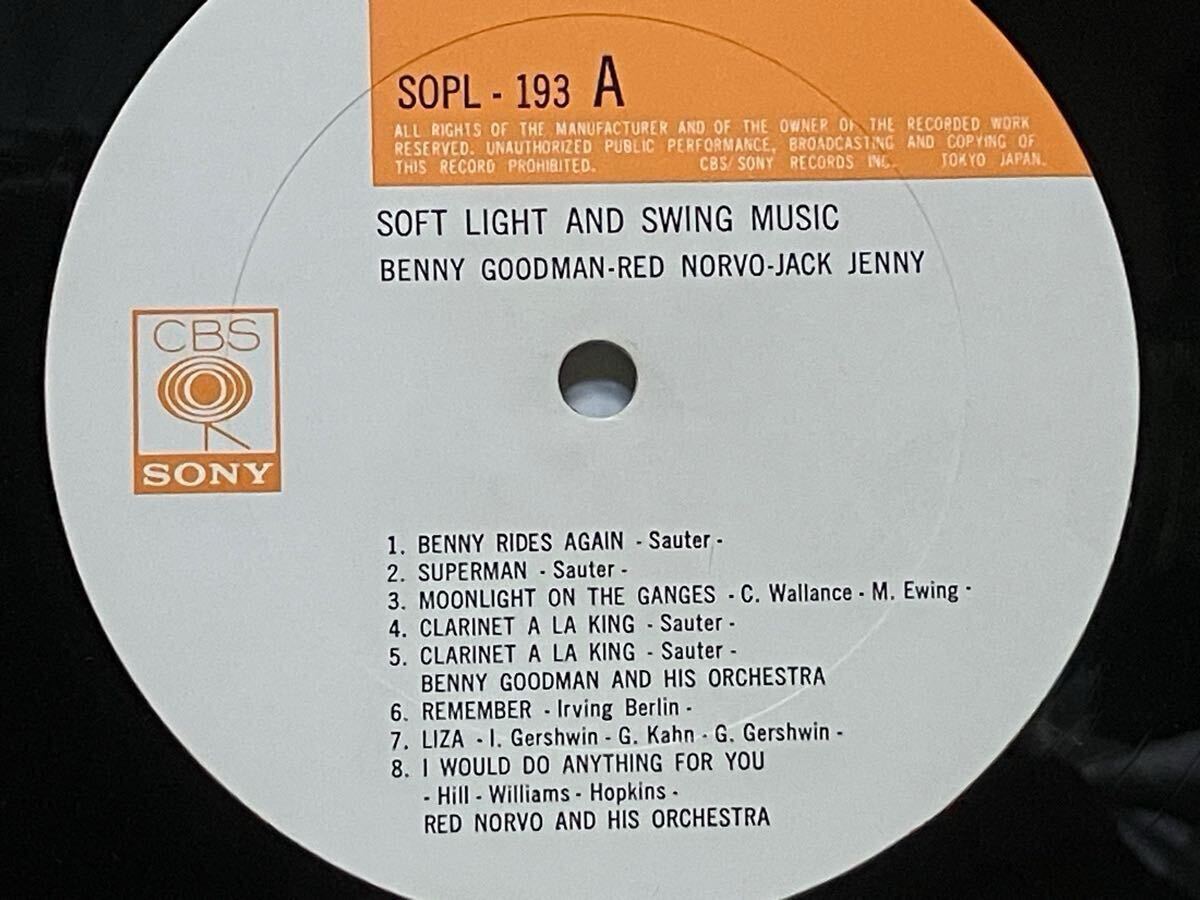 SOPL - 193 A
ALL RIGHTS OF THE MANUFACTURER AND OF THE OWNER OF THE RECORDED WORK
RESERVED. UNAUTHORIZED PUBLIC PERFORMANCE, BROADCASTING AND COPYING OF
THIS RECORD PROHIBITED. CBS/SONY RECORDS INC. TOKYO JAPAN.
SOFT LIGHT AND SWING MUSIC
BENNY GOODMAN-RED NORVO-JACK JENNY
CBS
SONY
1. BENNY RIDES AGAIN - Sauter -
2. SUPERMAN - Sauter -
3. MOONLIGHT ON THE GANGES - C. Wallance - M. Ewing -
4. CLARINET A LA KING - Sauter -
5. CLARINET A LA KING - Sauter -
BENNY GOODMAN AND HIS ORCHESTRA
6. REMEMBER - Irving Berlin -
7. LIZA - I. Gershwin - G. Kahn - G. Gershwin -
8. I WOULD DO ANYTHING FOR YOU
- Hill - Williams - Hopkins -
RED NORVO AND HIS ORCHESTRA